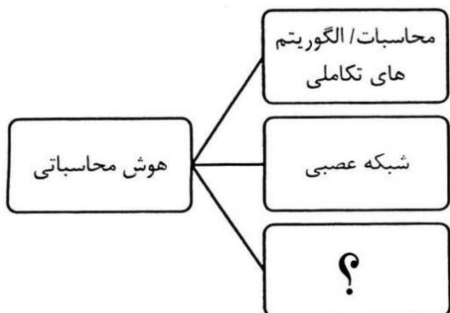 محاسبات/ الگوریتم
های تکاملی
هوش محاسباتی
شبکه عصبی
؟